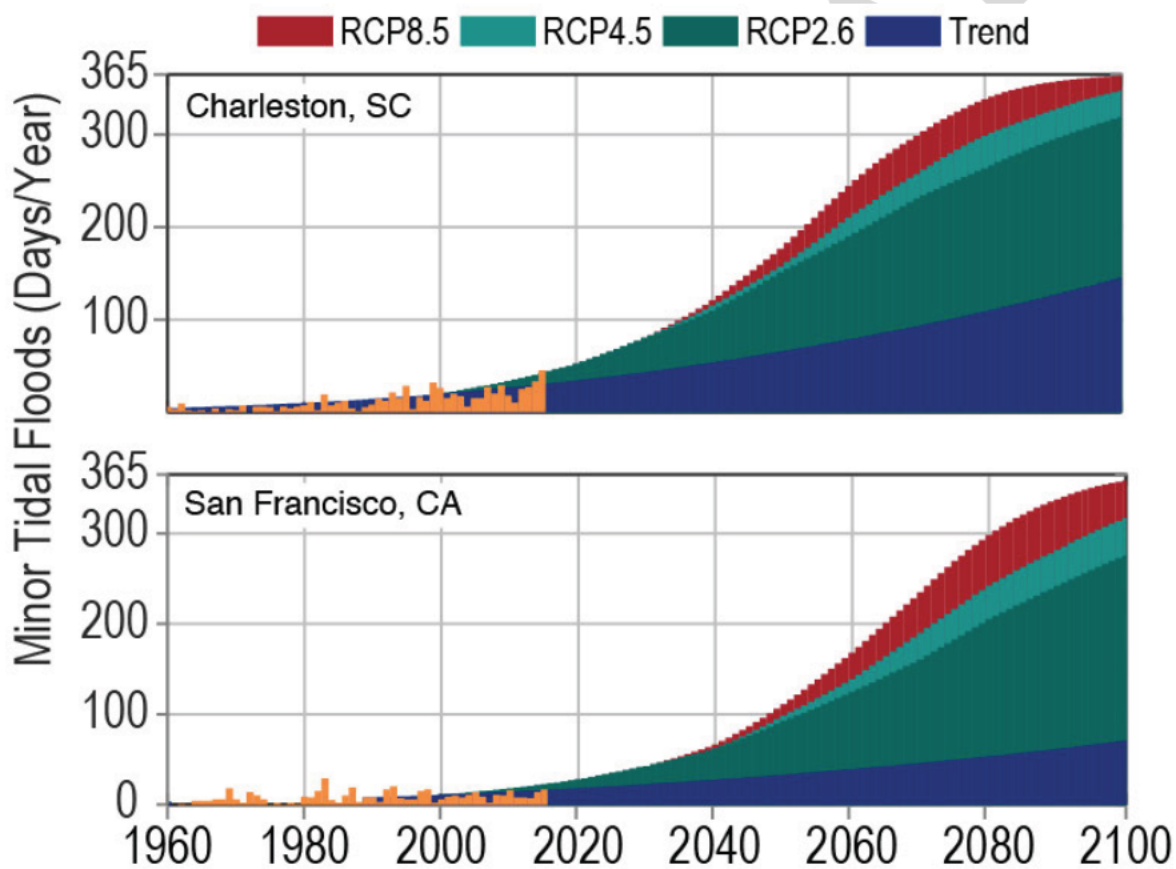 RCP8.5 RCP4.5 RCP2.6 Trend
Minor Tidal Floods (Days/Year)
365
Charleston, SC
300
200
100
365
San Francisco, CA
300
200
100
0
1960 1980 2000 2020 2040 2060 2080 2100